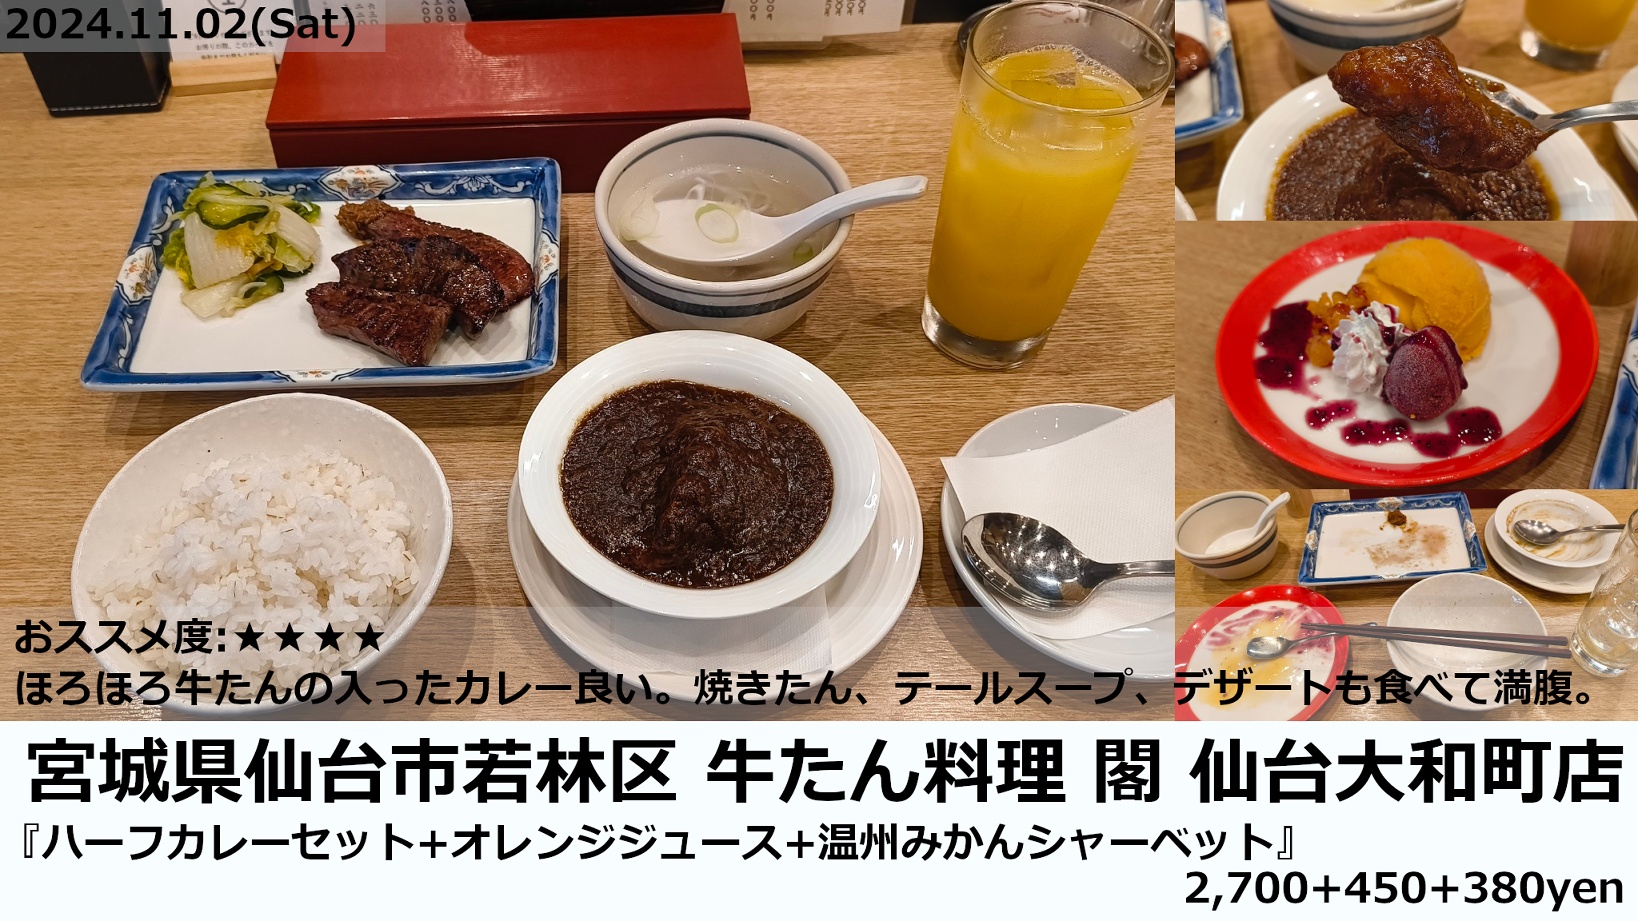 2024.11.02(Sat)
おススメ度:★★★★
ほろほろ牛たんの入ったカレー良い。焼きたん、テールスープ、デザートも食べて満腹。
宮城県仙台市若林区 牛たん料理 閣 仙台大和町店
『ハーフカレーセット+オレンジジュース+温州みかんシャーベット』
2,700+450+380yen